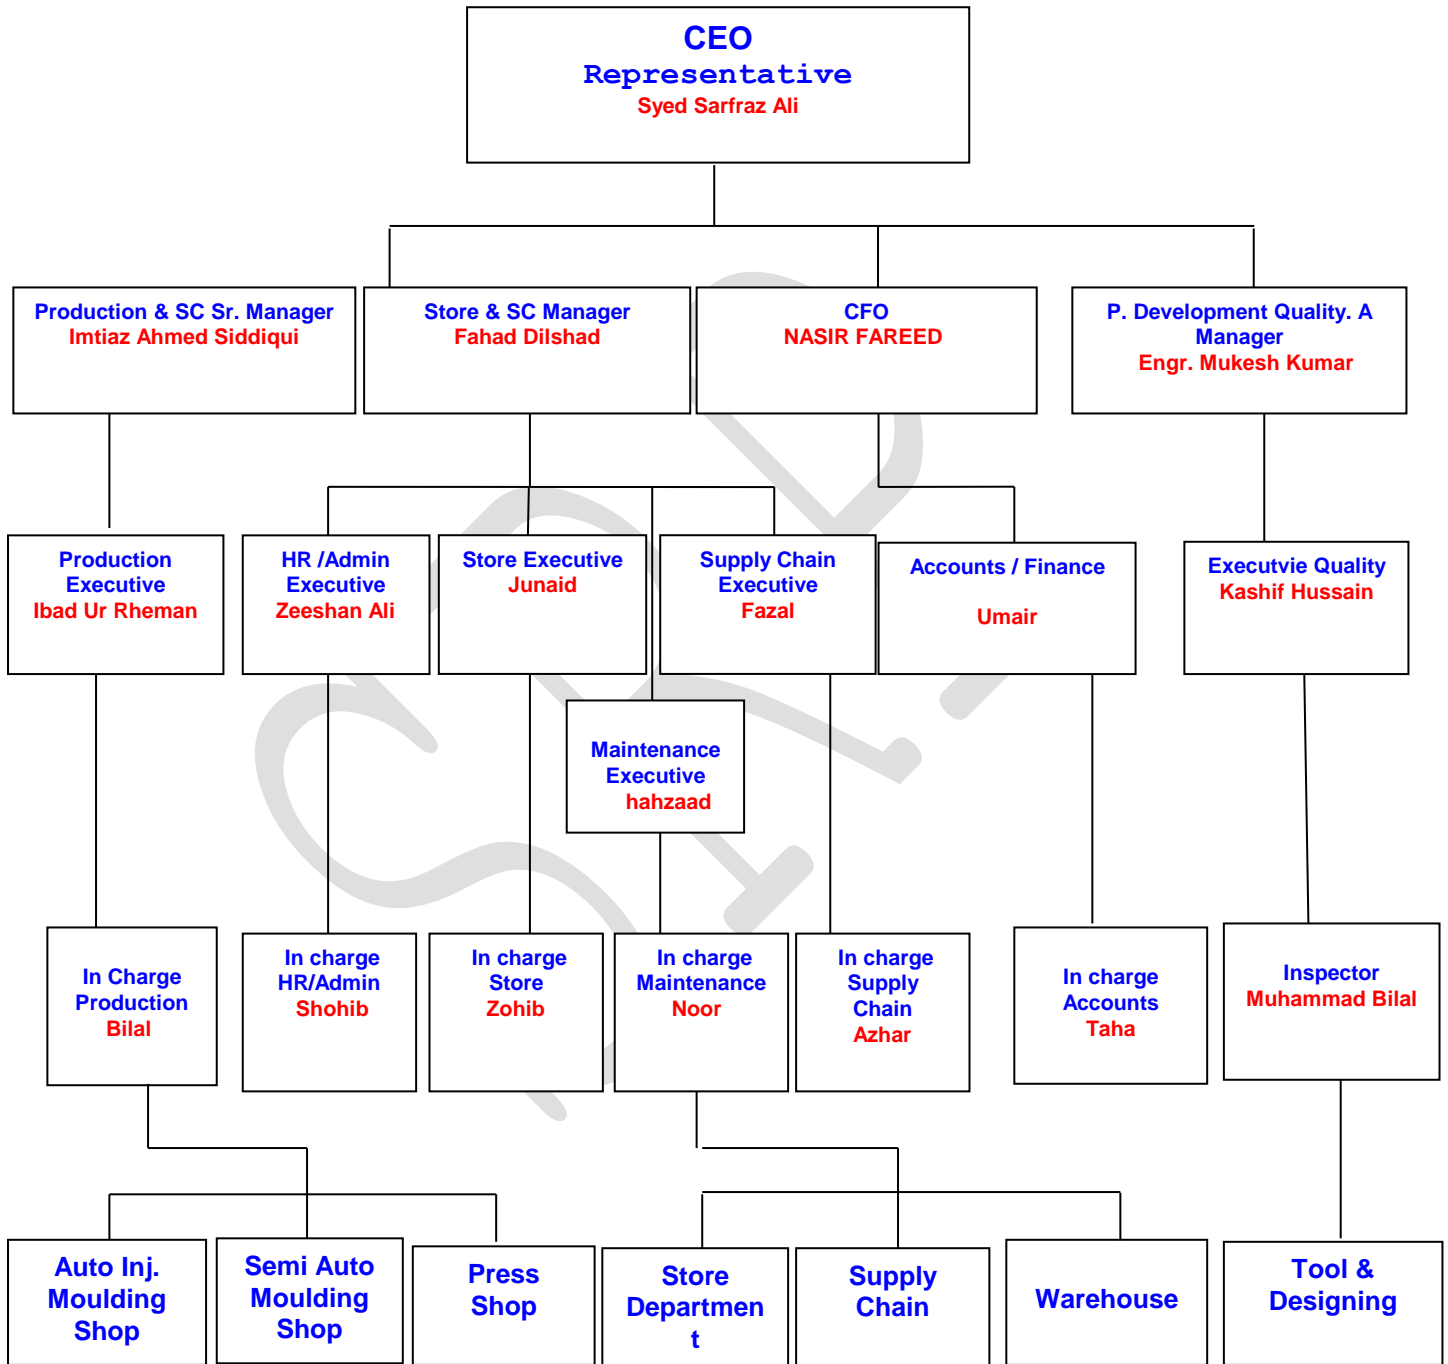 CEO
Representative
Syed Sarfraz Ali
Production & SC Sr. Manager
Imtiaz Ahmed Siddiqui
Store & SC Manager
Fahad Dilshad
CFO
NASIR FAREED
P. Development Quality. A
Manager
Engr. Mukesh Kumar
Production
Executive
Ibad Ur Rheman
HR /Admin
Executive
Zeeshan Ali
Store Executive
Junaid
Supply Chain
Executive
Fazal
Accounts / Finance
Umair
Executvie Quality
Kashif Hussain
Maintenance
Executive
hahzaad
In Charge
Production
Bilal
In charge
HR/Admin
Shohib
In charge
Store
Zohib
In charge
Maintenance
Noor
In charge
Supply
Chain
Azhar
In charge
Accounts
Taha
Inspector
Muhammad Bilal
Auto Inj.
Moulding
Shop
Semi Auto
Moulding
Shop
Press
Shop
Store
Departmen
t
Supply
Chain
Warehouse
Tool &
Designing